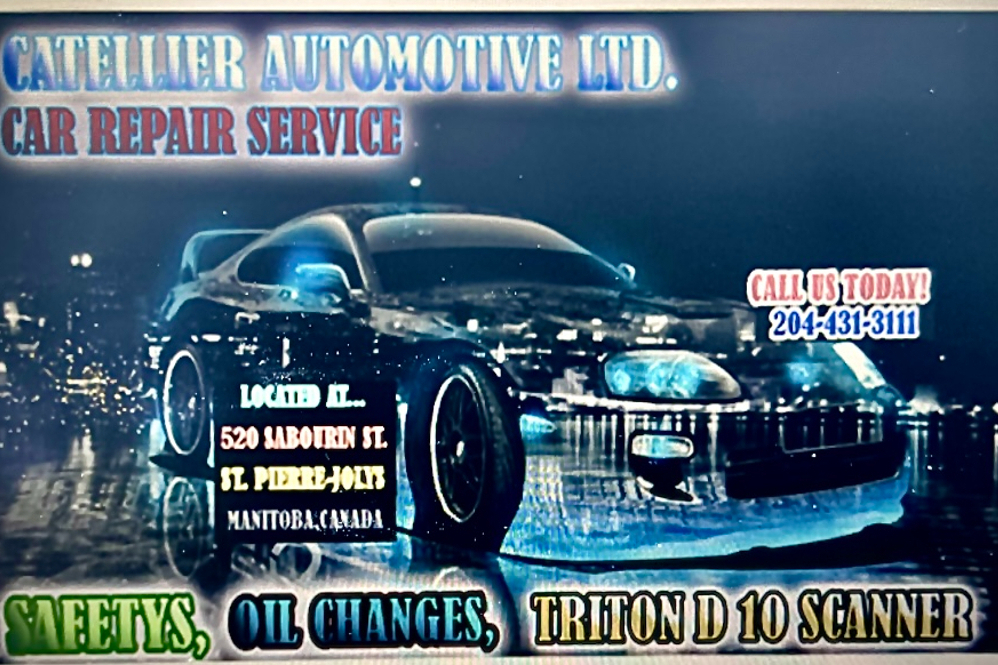 CATELLIER AUTOMOTIVE LTD.
CAR REPAIR SERVICE
CALL US TODAY!
204-431-3111
LOCATED AT...
520 SABOURIN ST.
ST. PIERRE-JOLYS
MANITOBA,CANADA
SAFETYS, OIL CHANGES, TRITON D 10 SCANNER